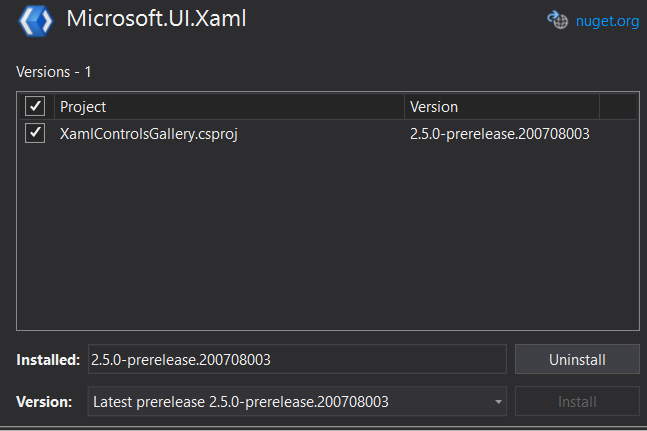 Microsoft.UI.Xaml
nuget.org
Versions - 1
Project Version
XamlControlsGallery.csproj 2.5.0-prerelease.200708003
Installed: 2.5.0-prerelease.200708003 Uninstall
Version: Latest prerelease 2.5.0-prerelease.200708003 Install